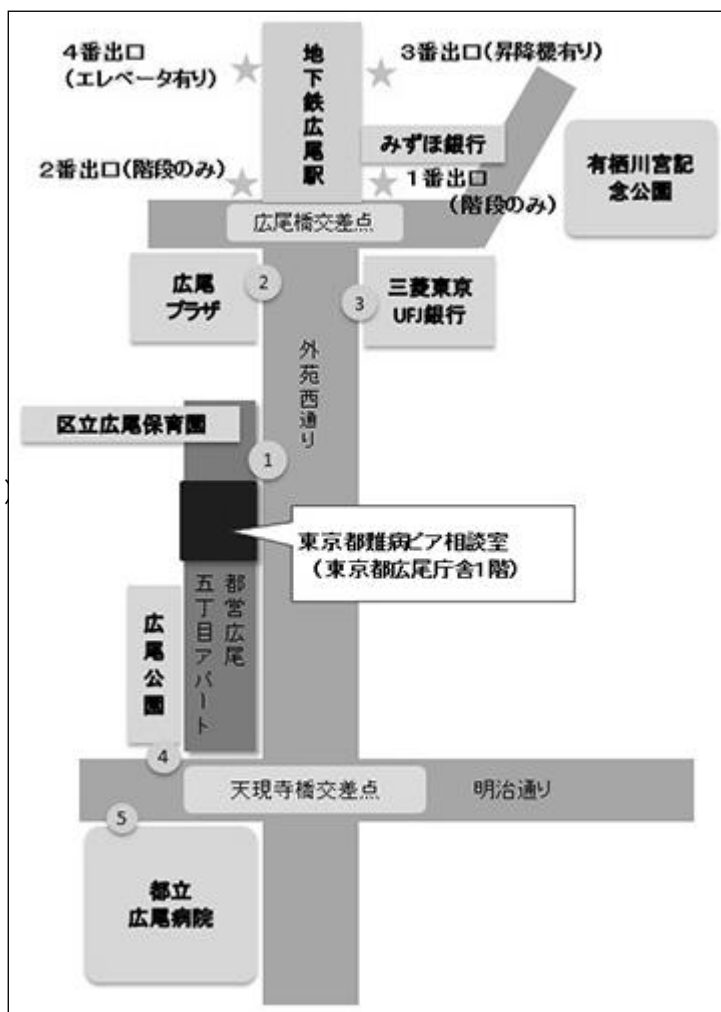 4番出口
(エレベータ有り)
地下鉄広尾駅
3番出口(昇降機有り)
みずほ銀行
有栖川宮記
念公園
2番出口(階段のみ)
1番出口
(階段のみ)
広尾橋交差点
広尾
プラザ
2
3
三菱東京
UFJ銀行
外苑西通り
区立広尾保育園
1
)
東京都難病ピア相談室
(東京都広尾庁舎1階)
都営広尾
五丁目アパート
広尾公園
4
天現寺橋交差点
明治通り
5
都立
広尾病院